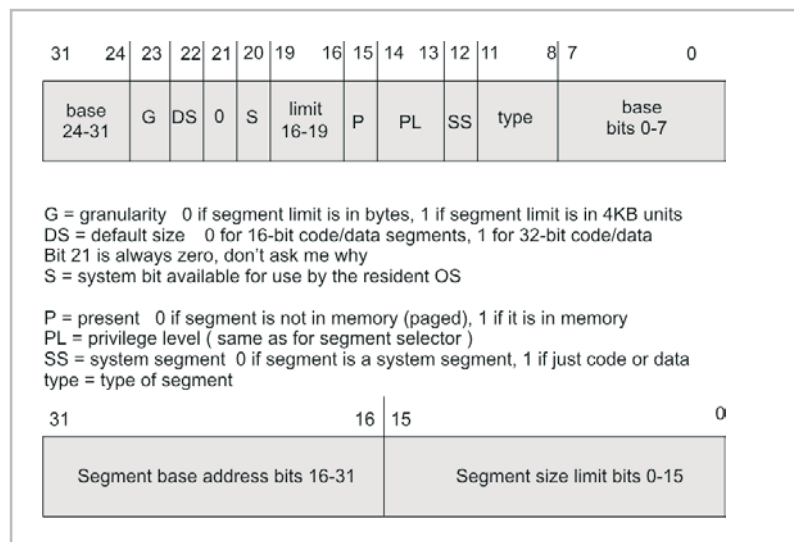 31 24 23 22 21 20 19 16 15 14 13 12 11 8 7 0
base 24-31 G DS 0 S limit 16-19 P PL SS type base bits 0-7
G = granularity 0 if segment limit is in bytes, 1 if segment limit is in 4KB units
DS = default size 0 for 16-bit code/data segments, 1 for 32-bit code/data
Bit 21 is always zero, don't ask me why
S = system bit available for use by the resident OS
P = present 0 if segment is not in memory (paged), 1 if it is in memory
PL = privilege level ( same as for segment selector )
SS = system segment 0 if segment is a system segment, 1 if just code or data
type = type of segment
31 16 15 0
Segment base address bits 16-31 Segment size limit bits 0-15